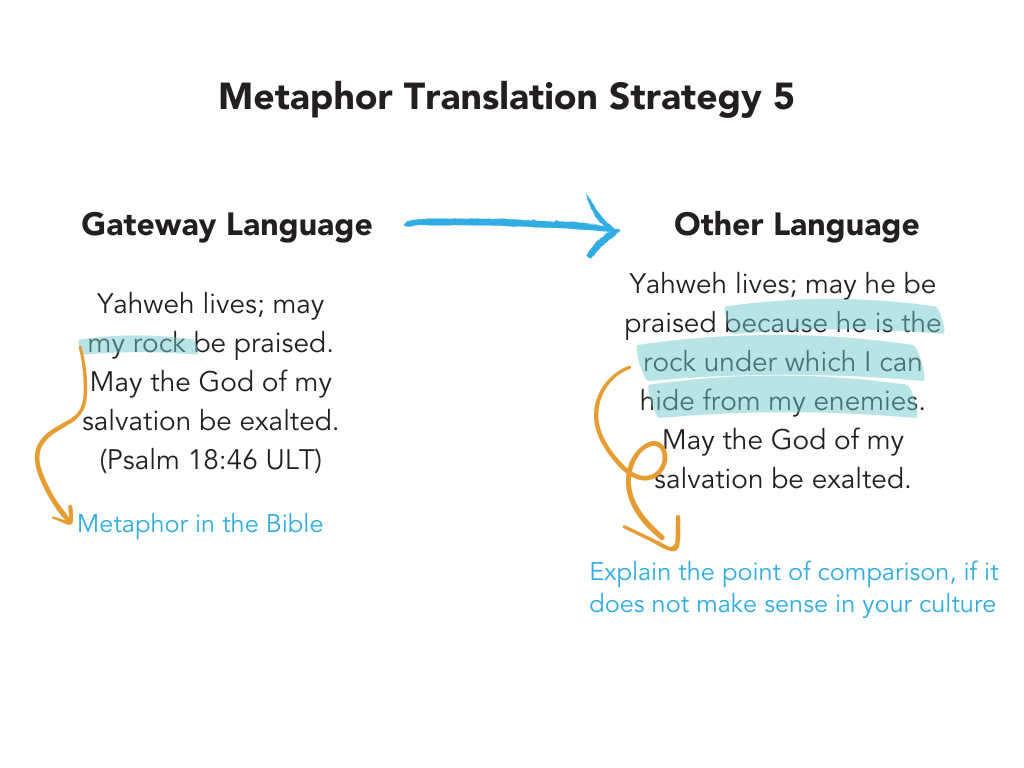 Metaphor Translation Strategy 5
Gateway Language
Yahweh lives; may
my rock be praised.
May the God of my
salvation be exalted.
(Psalm 18:46 ULT)
Metaphor in the Bible
Other Language
Yahweh lives; may he be
praised because he is the
rock under which I can
hide from my enemies.
May the God of my
salvation be exalted.
Explain the point of comparison, if it
does not make sense in your culture